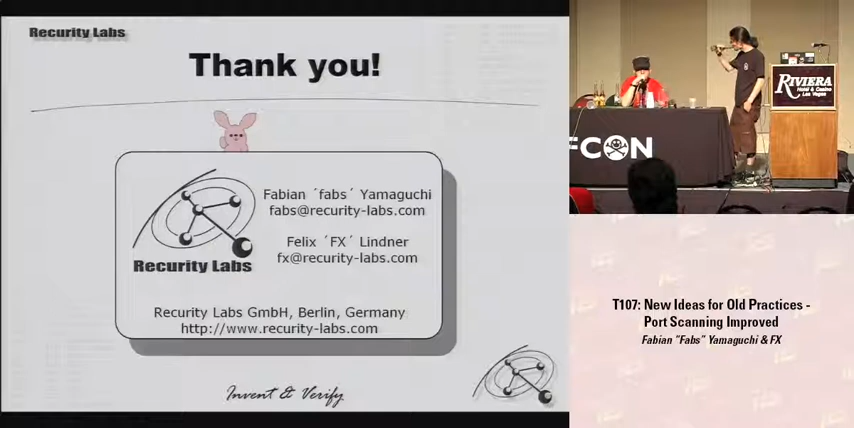 Recurity Labs
Thank you!
Fabian ´fabs´ Yamaguchi
fabs@recurity-labs.com
Felix ´FX´ Lindner
fx@recurity-labs.com
Recurity Labs
Recurity Labs GmbH, Berlin, Germany
http://www.recurity-labs.com
Invent & Verify
RIVIERA
Hotel & Casino
Las Vegas
FCON
T107: New Ideas for Old Practices -
Port Scanning Improved
Fabian "Fabs" Yamaguchi & FX